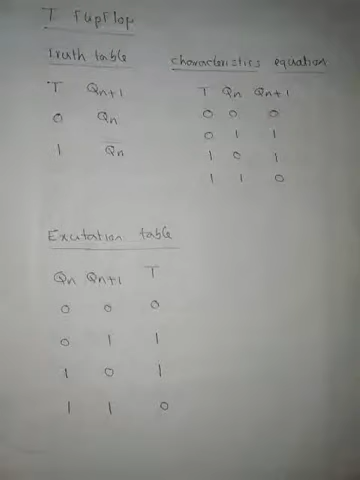 T FlipFlop
Truth table
T Qn+1
0 Qn
1 Q̅n
characteristics equation
T Qn Qn+1
0 0 0
0 1 1
1 0 1
1 1 0
Excitation table
Qn Qn+1 T
0 0 0
0 1 1
1 0 1
1 1 0